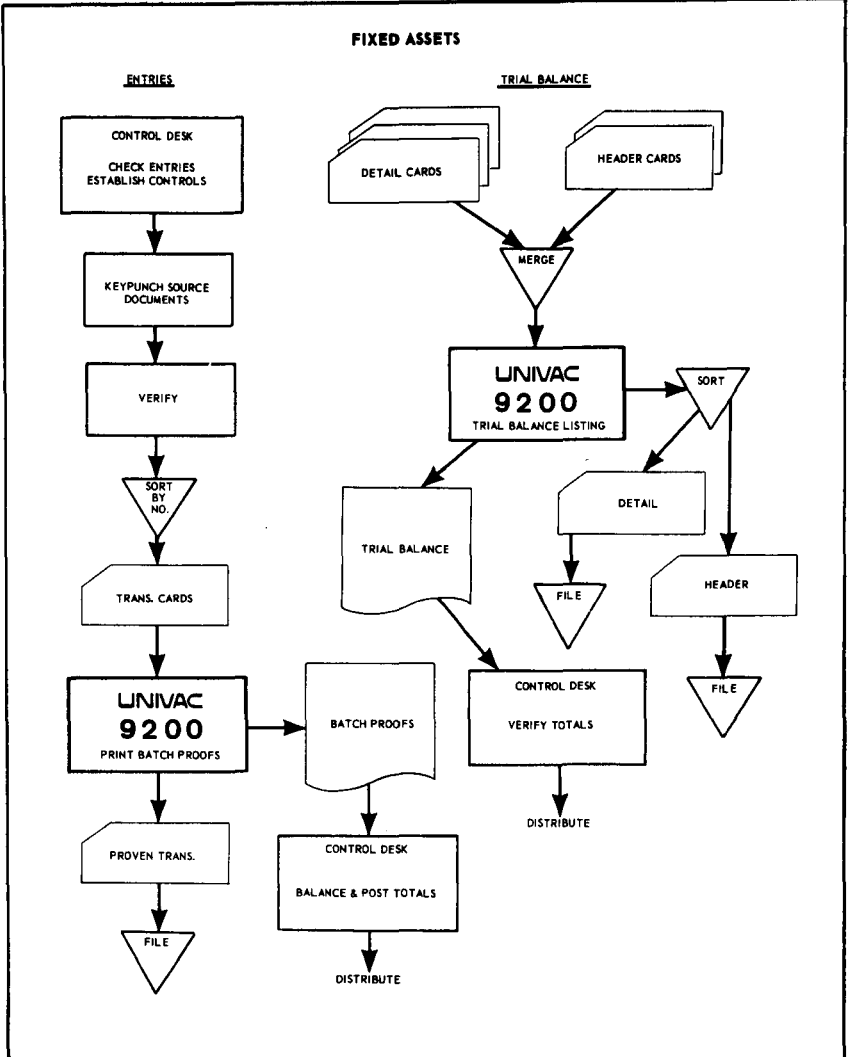 FIXED ASSETS
ENTRIES
CONTROL DESK
CHECK ENTRIES
ESTABLISH CONTROLS
KEYPUNCH SOURCE
DOCUMENTS
VERIFY
SORT
BY
NO.
TRANS. CARDS
UNIVAC
9200
PRINT BATCH PROOFS
BATCH PROOFS
PROVEN TRANS.
FILE
CONTROL DESK
BALANCE & POST TOTALS
DISTRIBUTE
TRIAL BALANCE
DETAIL CARDS
HEADER CARDS
MERGE
UNIVAC
9200
TRIAL BALANCE LISTING
SORT
TRIAL BALANCE
DETAIL
FILE
HEADER
FILE
CONTROL DESK
VERIFY TOTALS
DISTRIBUTE